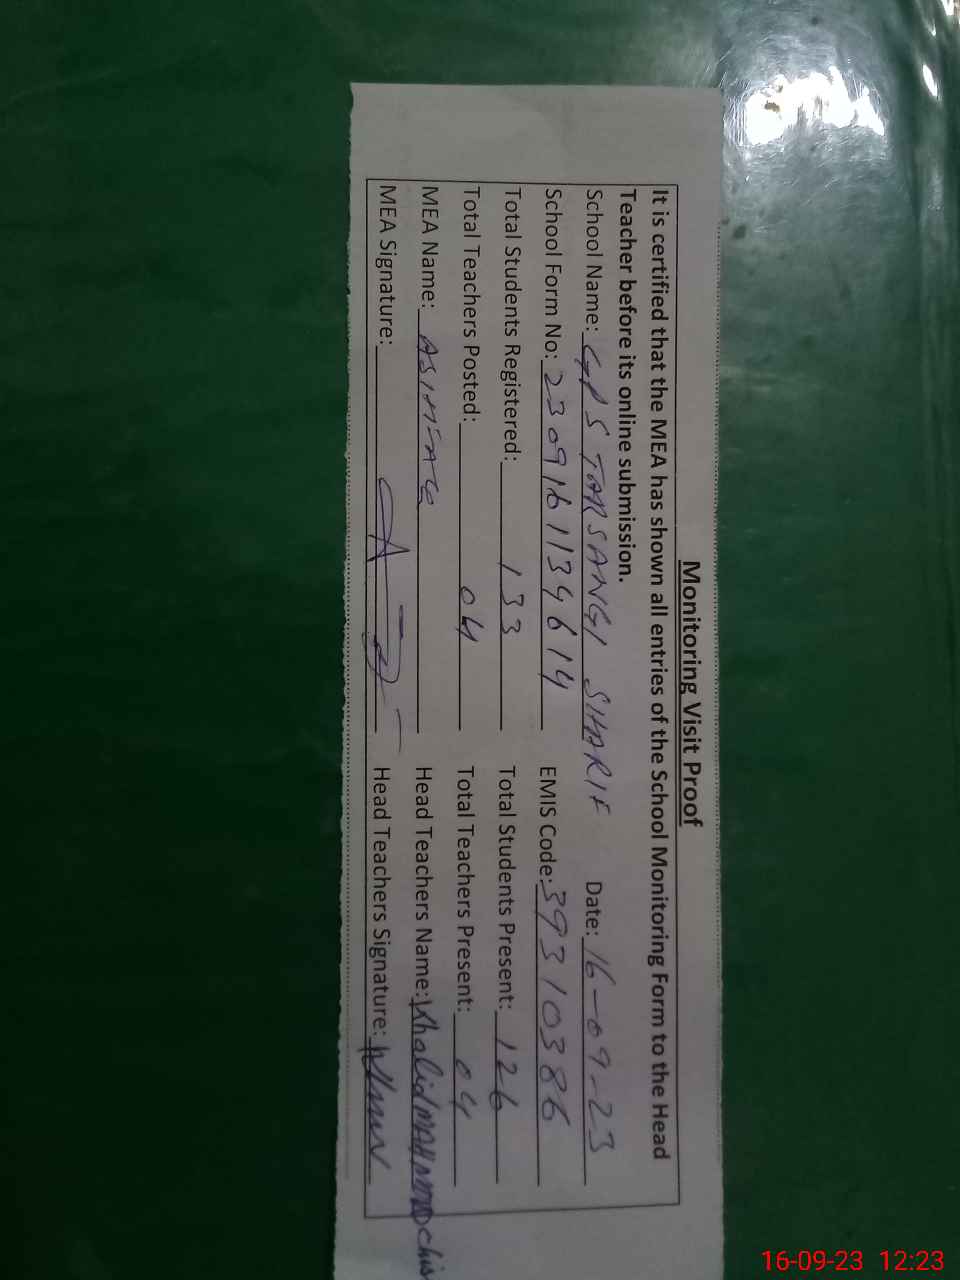 Monitoring Visit Proof
It is certified that the MEA has shown all entries of the School Monitoring Form to the Head
Teacher before its online submission.
School Name: GPS TARSANGI SHARIF Date: 16-09-23
School Form No: EMIS Code: 39310386
Total Students Registered: 133 Total Students Present: 126
Total Teachers Posted: 04 Total Teachers Present: 04
MEA Name: Head Teachers Name: Khalid MAHMOOD
MEA Signature: Head Teachers Signature:
16-09-23 12:23